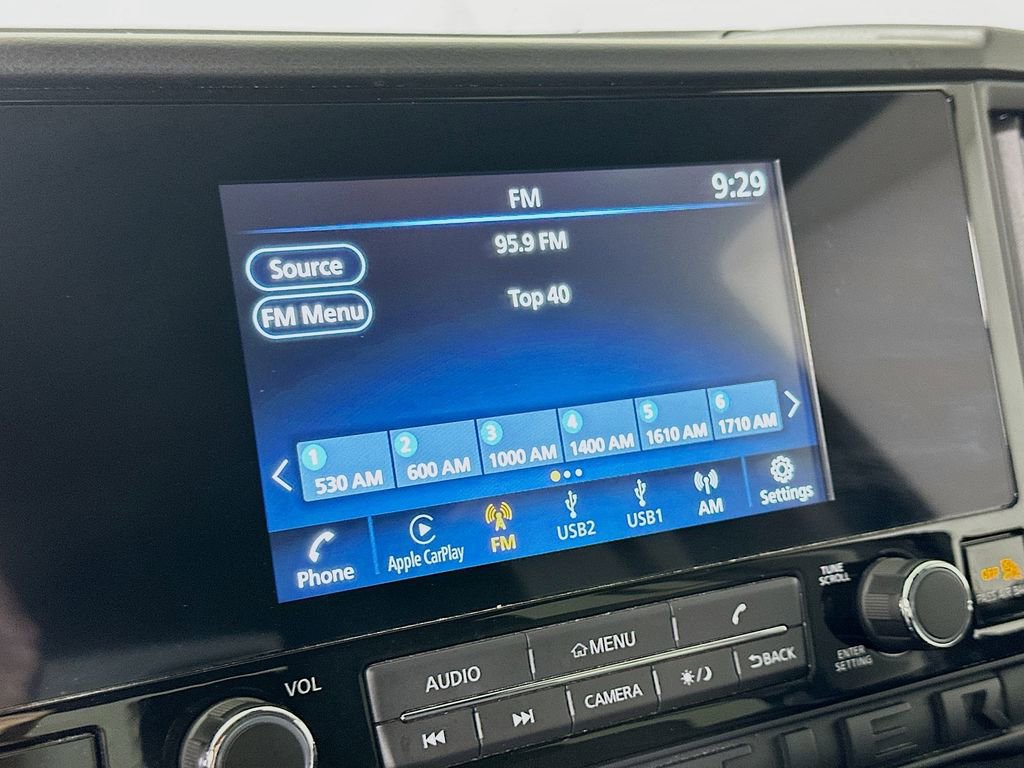 FM
9:29
95.9 FM
Source
Top 40
FM Menu
1
530 AM
2
600 AM
3
1000 AM
4
1400 AM
5
1610 AM
6
1710 AM
Phone
Apple CarPlay
FM
USB2
USB1
AM
Settings
TUNE
SCROLL
ENTER
SETTING
VOL
AUDIO
MENU
CAMERA
BACK
OFF